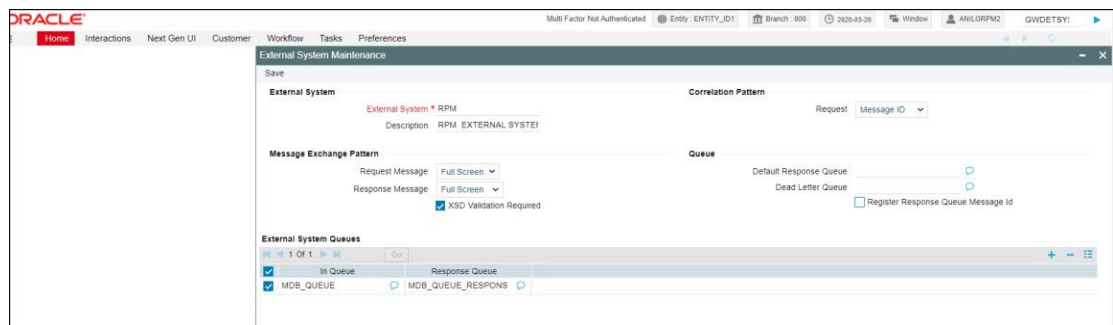 ORACLE
Multi Factor Not Authenticated Entity : ENTITY_ID1 Branch : 000 2020-03-26 Window ANILGRPM2 GWDETSYS
Home Interactions Next Gen UI Customer Workflow Tasks Preferences
External System Maintenance
Save
External System Correlation Pattern
External System * RPM Request Message ID
Description RPM EXTERNAL SYSTEM
Message Exchange Pattern Queue
Request Message Full Screen Default Response Queue
Response Message Full Screen Dead Letter Queue
XSD Validation Required Register Response Queue Message Id
External System Queues
1 Of 1 Go
In Queue Response Queue
MDB_QUEUE MDB_QUEUE_RESPONS